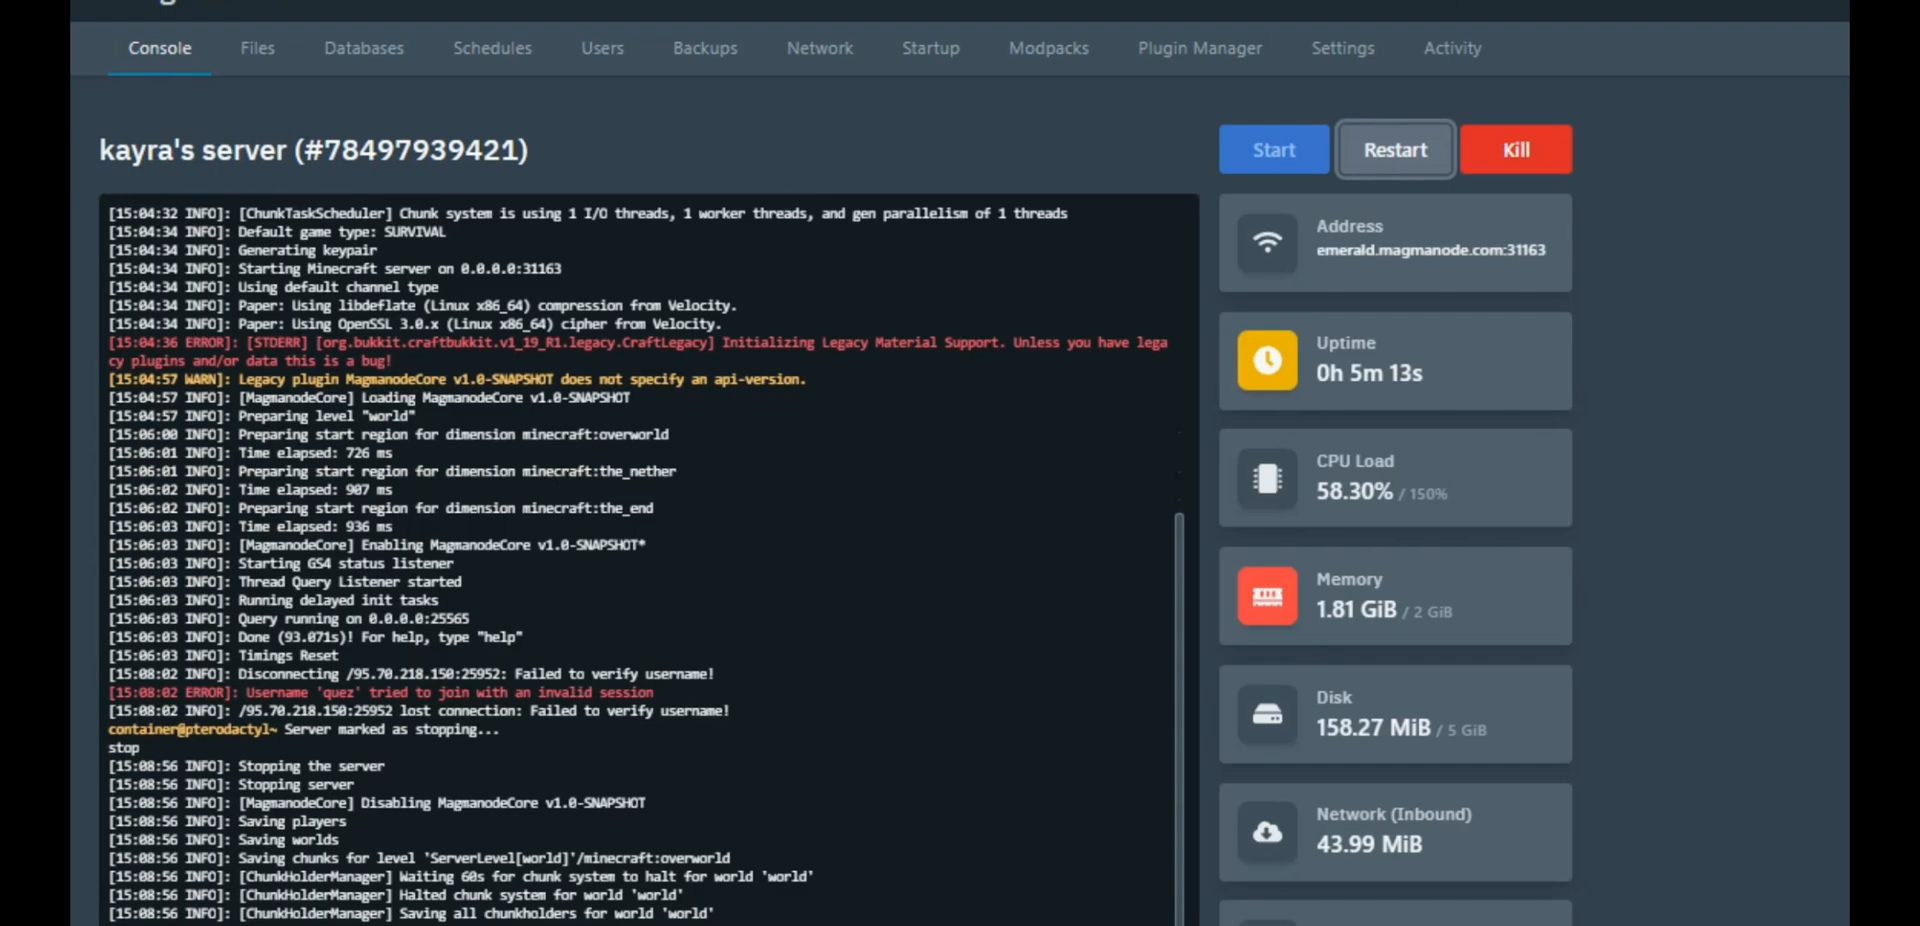 Console Files Databases Schedules Users Backups Network Startup Modpacks Plugin Manager Settings Activity
kayra's server (#78497939421)
Start Restart Kill
[15:04:32 INFO]: [ChunkTaskScheduler] Chunk system is using 1 I/O threads, 1 worker threads, and gen parallelism of 1 threads
[15:04:34 INFO]: Default game type: SURVIVAL
[15:04:34 INFO]: Generating keypair
[15:04:34 INFO]: Starting Minecraft server on 0.0.0.0:31163
[15:04:34 INFO]: Using default channel type
[15:04:34 INFO]: Paper: Using libdeflate (Linux x86_64) compression from Velocity.
[15:04:34 INFO]: Paper: Using OpenSSL 3.0.x (Linux x86_64) cipher from Velocity.
[15:04:36 ERROR]: [STDERR] [org.bukkit.craftbukkit.v1_19_R1.legacy.CraftLegacy] Initializing Legacy Material Support. Unless you have lega
cy plugins and/or data this is a bug!
[15:04:57 WARN]: Legacy plugin MagmanodeCore v1.0-SNAPSHOT does not specify an api-version.
[15:04:57 INFO]: [MagmanodeCore] Loading MagmanodeCore v1.0-SNAPSHOT
[15:04:57 INFO]: Preparing level "world"
[15:06:00 INFO]: Preparing start region for dimension minecraft:overworld
[15:06:01 INFO]: Time elapsed: 726 ms
[15:06:01 INFO]: Preparing start region for dimension minecraft:the_nether
[15:06:02 INFO]: Time elapsed: 907 ms
[15:06:02 INFO]: Preparing start region for dimension minecraft:the_end
[15:06:03 INFO]: Time elapsed: 936 ms
[15:06:03 INFO]: [MagmanodeCore] Enabling MagmanodeCore v1.0-SNAPSHOT*
[15:06:03 INFO]: Starting GS4 status listener
[15:06:03 INFO]: Thread Query Listener started
[15:06:03 INFO]: Running delayed init tasks
[15:06:03 INFO]: Query running on 0.0.0.0:25565
[15:06:03 INFO]: Done (93.071s)! For help, type "help"
[15:06:03 INFO]: Timings Reset
[15:08:02 INFO]: Disconnecting /95.70.218.150:25952: Failed to verify username!
[15:08:02 ERROR]: Username 'quez' tried to join with an invalid session
[15:08:02 INFO]: /95.70.218.150:25952 lost connection: Failed to verify username!
container@pterodactyl~ Server marked as stopping...
stop
[15:08:56 INFO]: Stopping the server
[15:08:56 INFO]: Stopping server
[15:08:56 INFO]: [MagmanodeCore] Disabling MagmanodeCore v1.0-SNAPSHOT
[15:08:56 INFO]: Saving players
[15:08:56 INFO]: Saving worlds
[15:08:56 INFO]: Saving chunks for level 'ServerLevel[world]'/minecraft:overworld
[15:08:56 INFO]: [ChunkHolderManager] Waiting 60s for chunk system to halt for world 'world'
[15:08:56 INFO]: [ChunkHolderManager] Halted chunk system for world 'world'
[15:08:56 INFO]: [ChunkHolderManager] Saving all chunkholders for world 'world'
Address
emerald.magmanode.com:31163
Uptime
0h 5m 13s
CPU Load
58.30% / 150%
Memory
1.81 GiB / 2 GiB
Disk
158.27 MiB / 5 GiB
Network (Inbound)
43.99 MiB